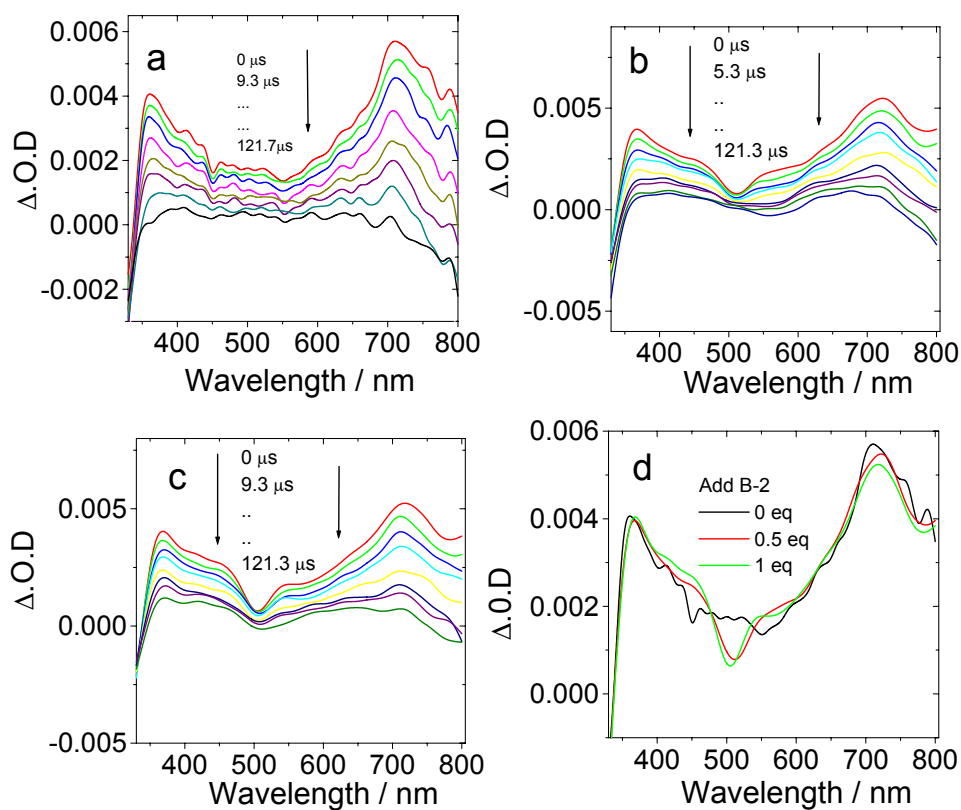 a
0 μs
9.3 μs
...
...
121.7μs
Δ.O.D
0.006
0.004
0.002
0.000
-0.002
400 500 600 700 800
Wavelength / nm
b
0 μs
5.3 μs
..
..
121.3 μs
Δ.O.D
0.005
0.000
-0.005
400 500 600 700 800
Wavelength / nm
c
0 μs
9.3 μs
..
..
121.3 μs
Δ.O.D
0.005
0.000
-0.005
400 500 600 700 800
Wavelength / nm
d
Add B-2
0 eq
0.5 eq
1 eq
Δ.0.D
0.006
0.004
0.002
0.000
400 500 600 700 800
Wavelength / nm